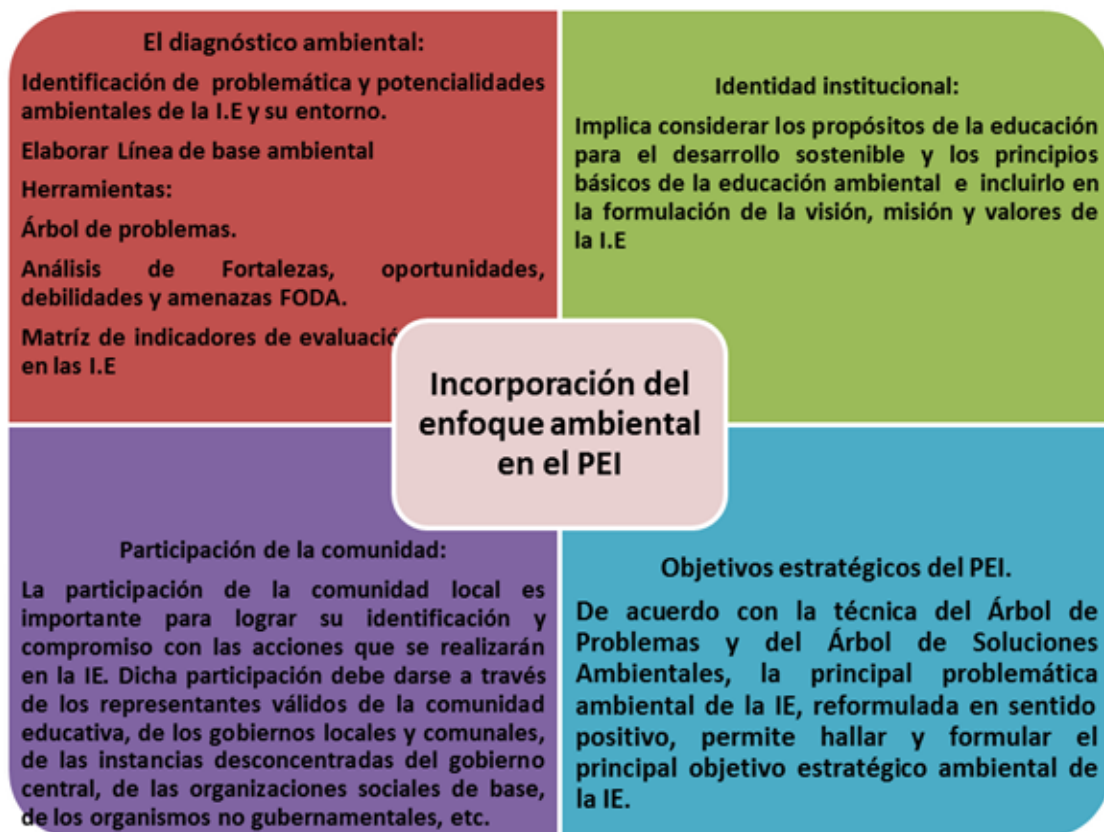 El diagnóstico ambiental:
Identificación de problemática y potencialidades
ambientales de la I.E y su entorno.
Elaborar Línea de base ambiental
Herramientas:
Árbol de problemas.
Análisis de Fortalezas, oportunidades,
debilidades y amenazas FODA.
Matríz de indicadores de
en las I.E
Identidad institucional:
Implica considerar los propósitos de la educación
para el desarrollo sostenible y los principios
básicos de la educación ambiental e incluirlo en
la formulación de la visión, misión y valores de
la I.E
Incorporación del
enfoque ambiental
en el PEI
Participación de la comunidad:
La participación de la comunidad local es
importante para lograr su identificación y
compromiso con las acciones que se realizarán
en la IE. Dicha participación debe darse a través
de los representantes válidos de la comunidad
educativa, de los gobiernos locales y comunales,
de las instancias desconcentradas del gobierno
central, de las organizaciones sociales de base,
de los organismos no gubernamentales, etc.
Objetivos estratégicos del PEI.
De acuerdo con la técnica del Árbol de
Problemas y del Árbol de Soluciones
Ambientales, la principal problemática
ambiental de la IE, reformulada en sentido
positivo, permite hallar y formular el
principal objetivo estratégico ambiental de
la IE.